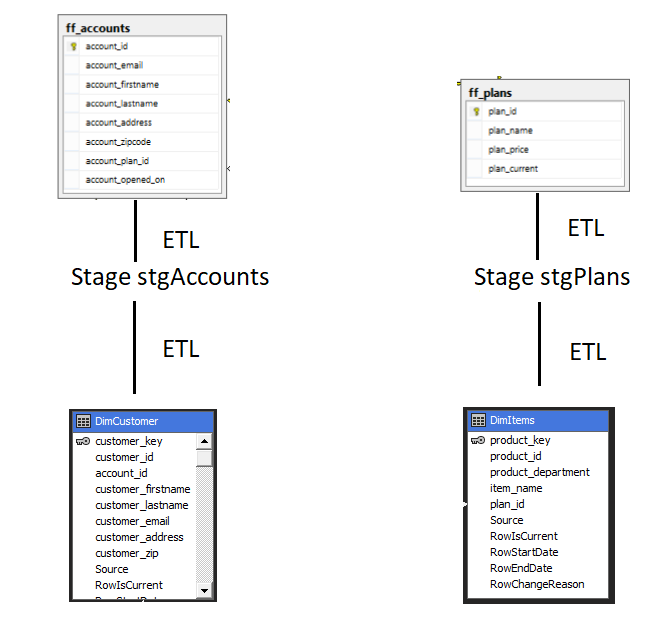 ff_accounts
account_id
account_email
account_firstname
account_lastname
account_address
account_zipcode
account_plan_id
account_opened_on
ETL
Stage stgAccounts
ETL
DimCustomer
customer_key
customer_id
account_id
customer_firstname
customer_lastname
customer_email
customer_address
customer_zip
Source
RowIsCurrent
ff_plans
plan_id
plan_name
plan_price
plan_current
ETL
Stage stgPlans
ETL
DimItems
product_key
product_id
product_department
item_name
plan_id
Source
RowIsCurrent
RowStartDate
RowEndDate
RowChangeReason